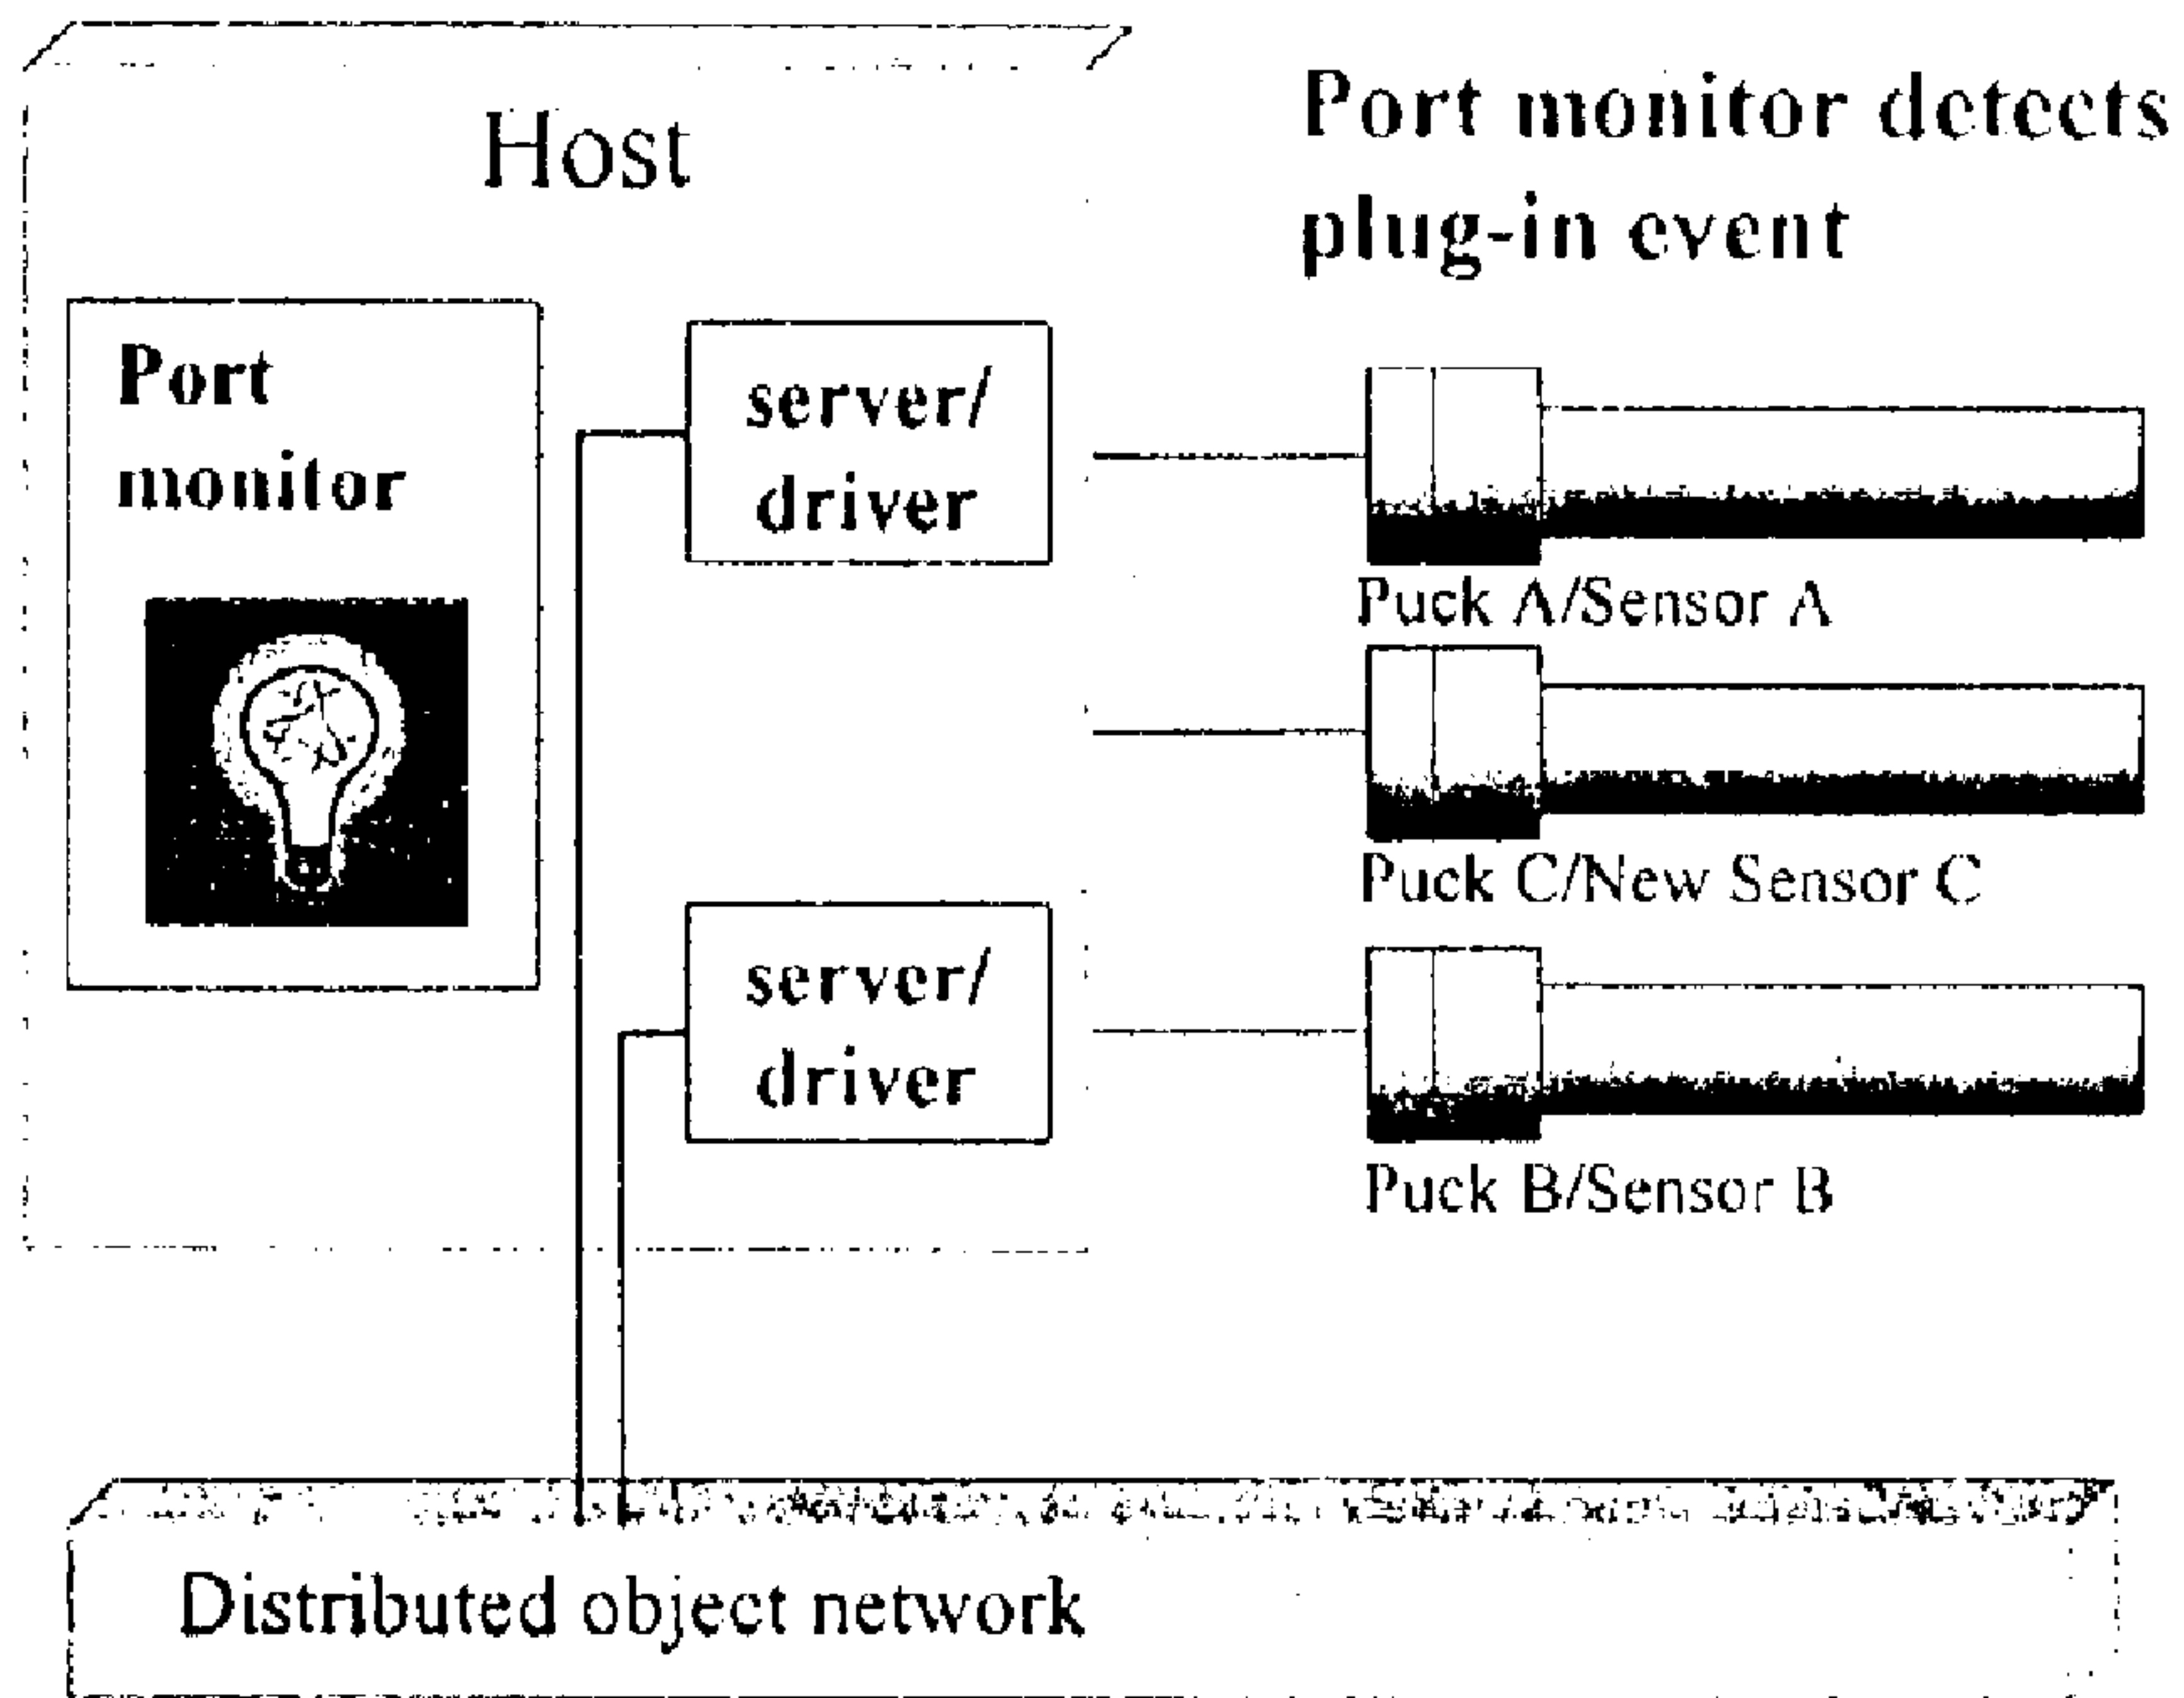 Host
Port monitor detects
plug-in event
Port
monitor
server/
driver
Puck A/Sensor A
Puck C/New Sensor C
server/
driver
Puck B/Sensor B
Distributed object network